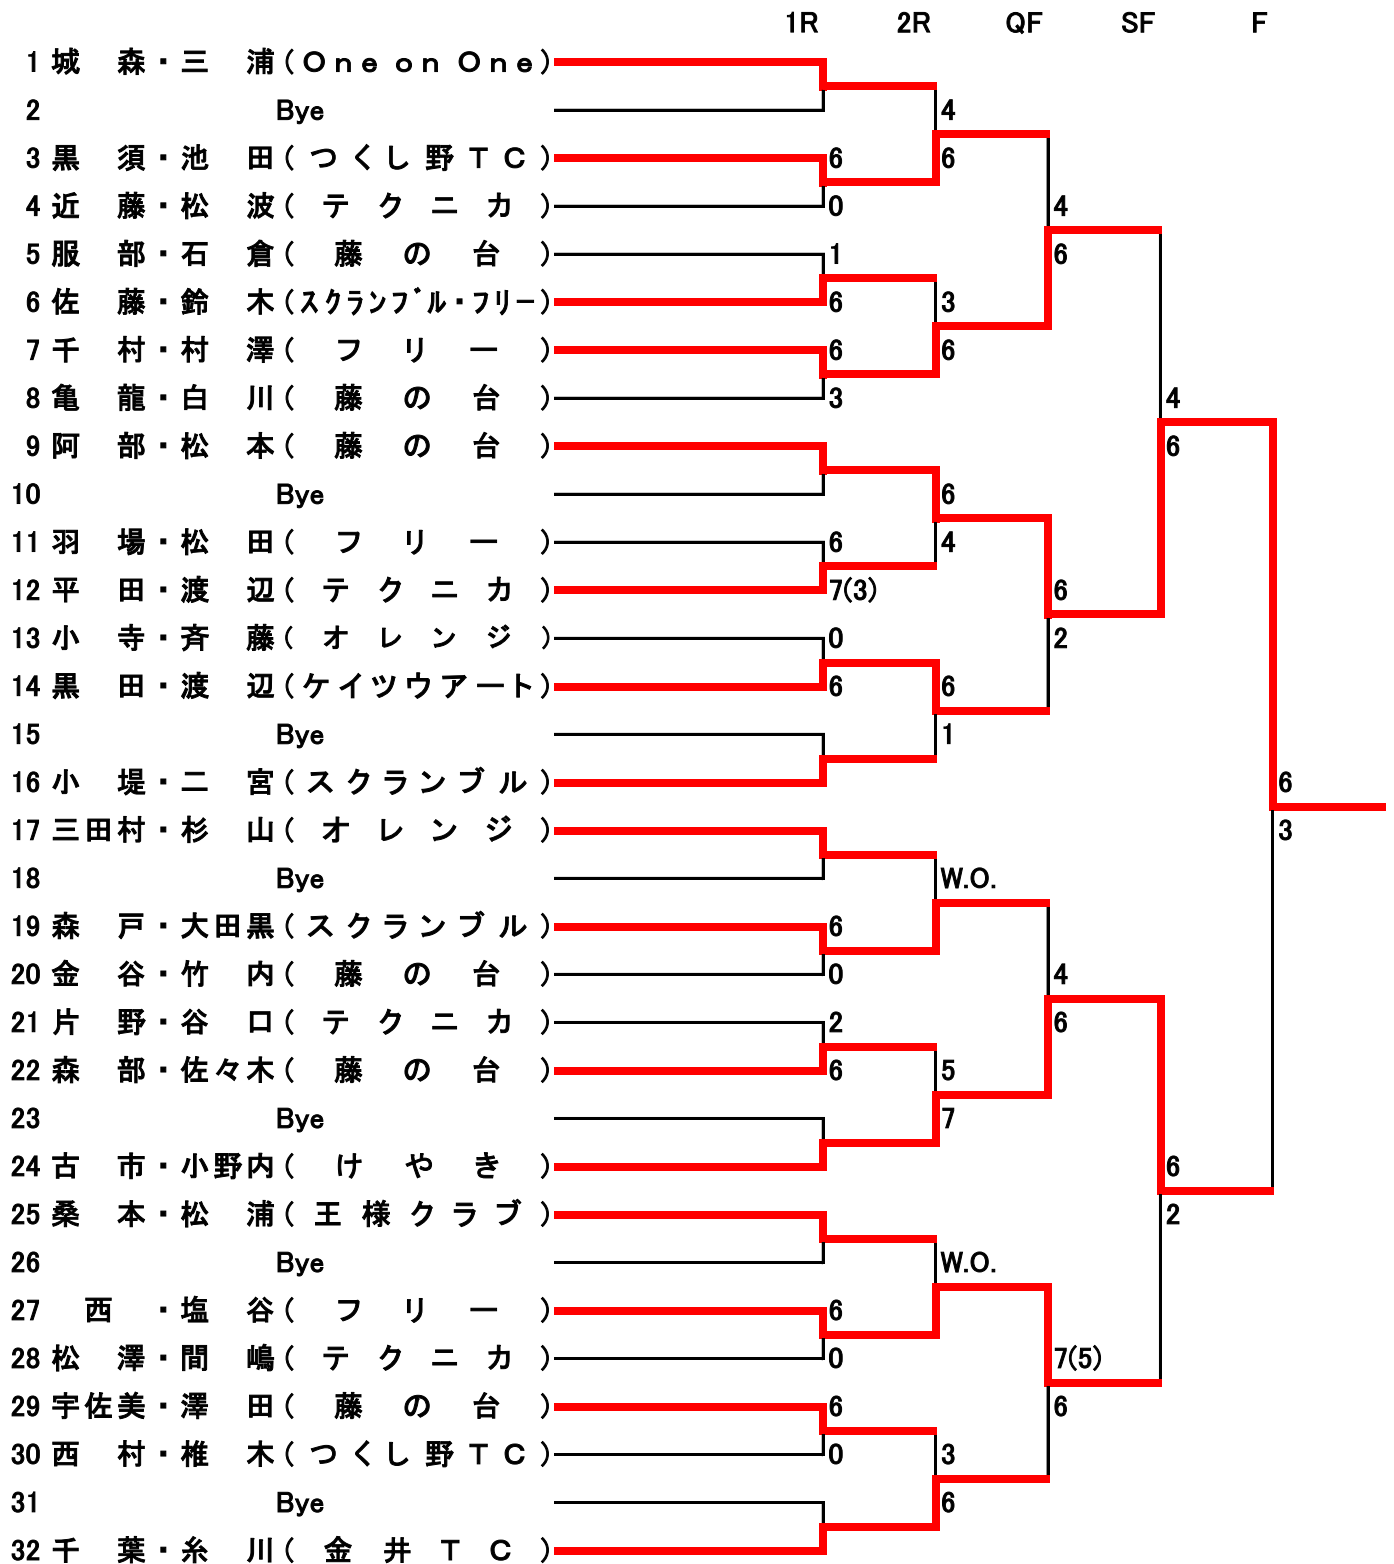 1R 2R QF SF F
1 城 森・三 浦(One on One)
2 Bye 4
3 黒 須・池 田(つくし野TC) 6 6
4 近 藤・松 波(テクニカ) 0 4
5 服 部・石 倉(藤の台) 1 6
6 佐 藤・鈴 木(スクランブル・フリー) 6 3
7 千 村・村 澤(フリー) 6 6
8 亀 龍・白 川(藤の台) 3 4
9 阿 部・松 本(藤の台) 6
10 Bye 6
11 羽 場・松 田(フリー) 6 4
12 平 田・渡 辺(テクニカ) 7(3) 6
13 小 寺・斉 藤(オレンジ) 0 2
14 黒 田・渡 辺(ケイツウアート) 6 6
15 Bye 1
16 小 堤・二 宮(スクランブル) 6
17 三田村・杉 山(オレンジ) 3
18 Bye W.O.
19 森 戸・大田黒(スクランブル) 6
20 金 谷・竹 内(藤の台) 0 4
21 片 野・谷 口(テクニカ) 2 6
22 森 部・佐々木(藤の台) 6 5
23 Bye 7
24 古 市・小野内(けやき) 6
25 桑 本・松 浦(王様クラブ) 2
26 Bye W.O.
27 西 ・塩 谷(フリー) 6
28 松 澤・間 嶋(テクニカ) 0 7(5)
29 宇佐美・澤 田(藤の台) 6 6
30 西 村・椎 木(つくし野TC) 0 3
31 Bye 6
32 千 葉・糸 川(金井TC)